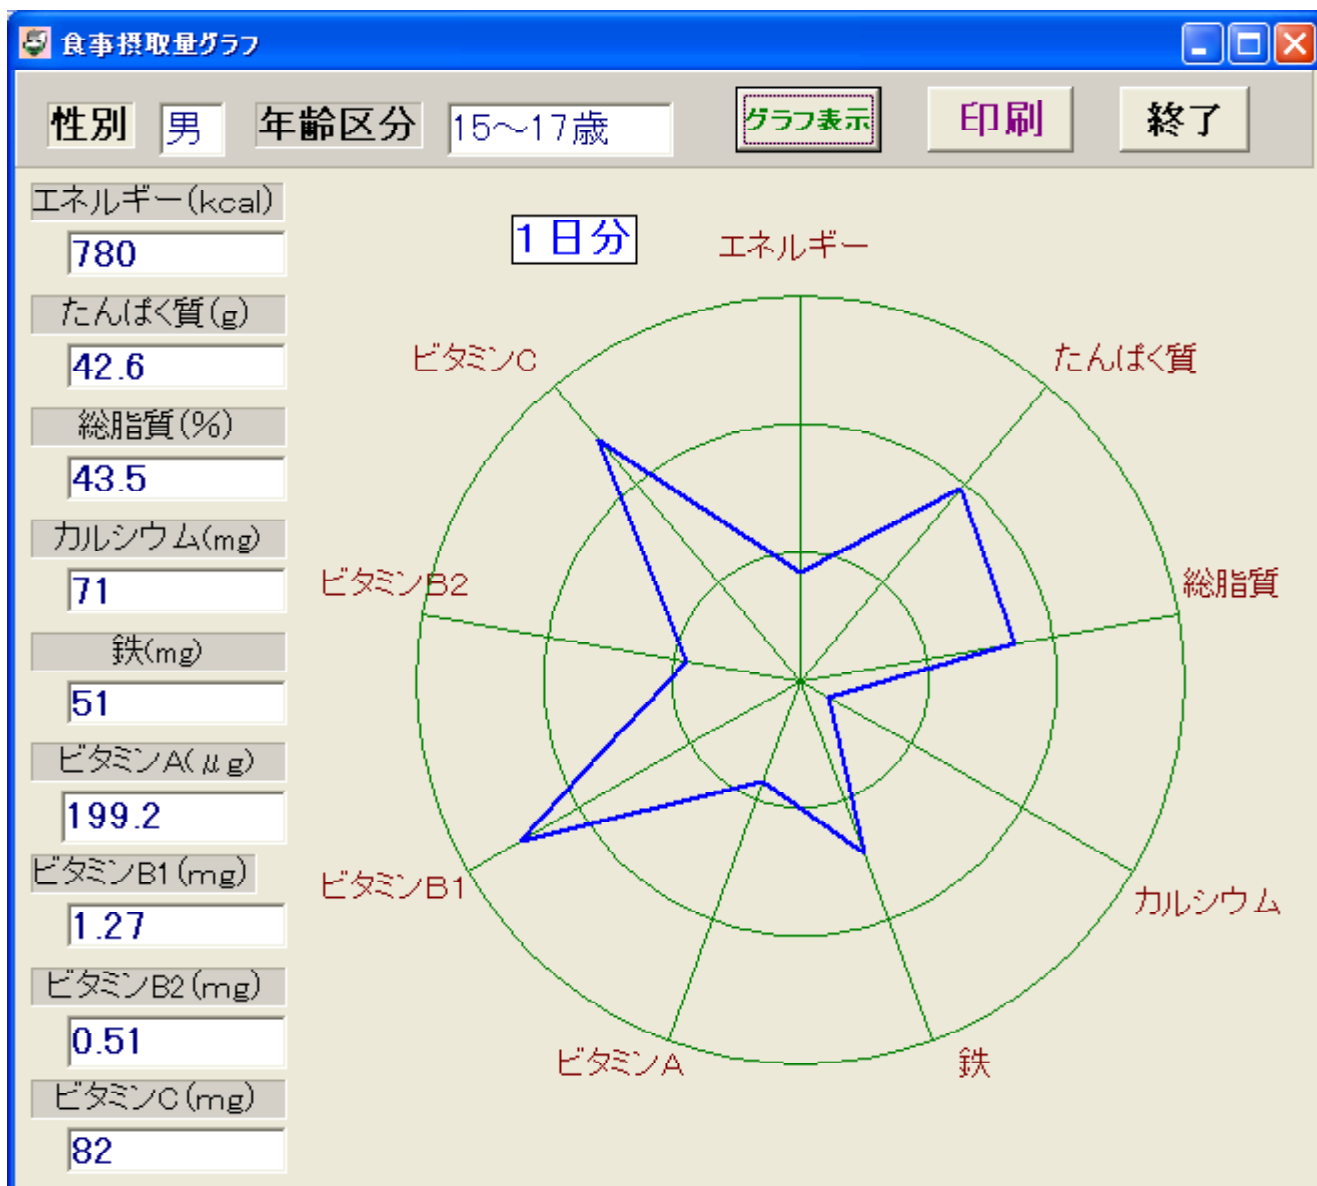 食事摂取量グラフ
性別 男 年齢区分 15～17歳 グラフ表示 印刷 終了
エネルギー(kcal)
780
たんぱく質(g)
42.6
総脂質(%)
43.5
カルシウム(mg)
71
鉄(mg)
51
ビタミンA(μg)
199.2
ビタミンB1(mg)
1.27
ビタミンB2(mg)
0.51
ビタミンC(mg)
82
1日分
エネルギー
たんぱく質
総脂質
カルシウム
鉄
ビタミンA
ビタミンB1
ビタミンB2
ビタミンC